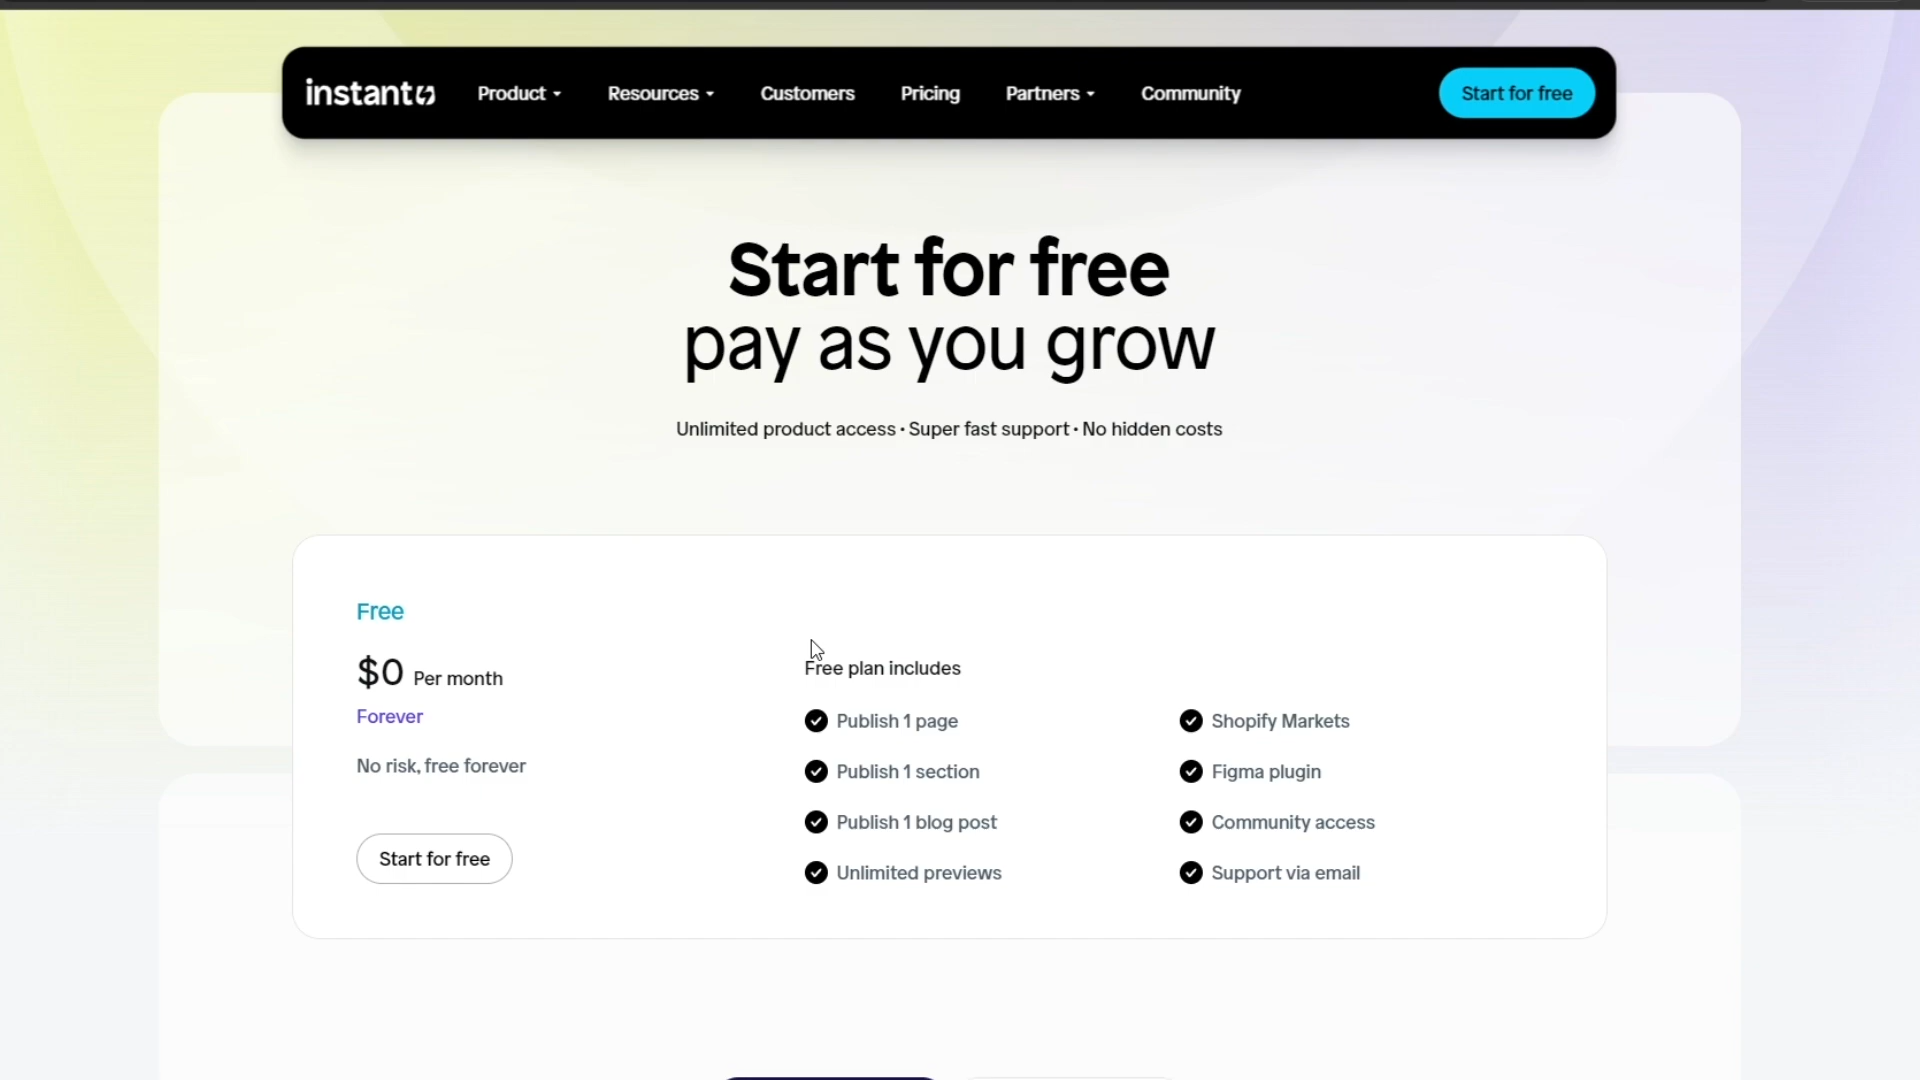 instant
Product
Resources
Customers
Pricing
Partners
Community
Start for free
Start for free
pay as you grow
Unlimited product access · Super fast support · No hidden costs
Free
$0 Per month
Forever
No risk, free forever
Start for free
Free plan includes
Publish 1 page
Publish 1 section
Publish 1 blog post
Unlimited previews
Shopify Markets
Figma plugin
Community access
Support via email